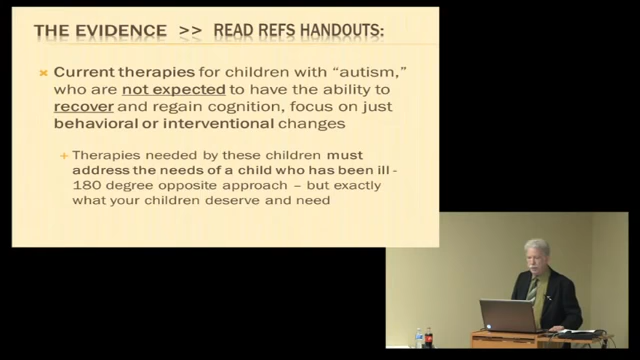 THE EVIDENCE >> READ REFS HANDOUTS:
Current therapies for children with "autism,"
who are not expected to have the ability to
recover and regain cognition, focus on just
behavioral or interventional changes
Therapies needed by these children must
address the needs of a child who has been ill -
180 degree opposite approach – but exactly
what your children deserve and need